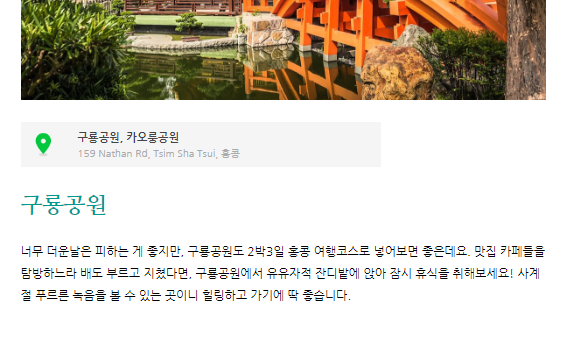 구룡공원, 카오룽공원
159 Nathan Rd, Tsim Sha Tsui, 홍콩
구룡공원
너무 더운날은 피하는 게 좋지만, 구룡공원도 2박3일 홍콩 여행코스로 넣어보면 좋은데요. 맛집 카페들을
탐방하느라 배도 부르고 지쳤다면, 구룡공원에서 유유자적 잔디밭에 앉아 잠시 휴식을 취해보세요! 사계
절 푸르른 녹음을 볼 수 있는 곳이니 힐링하고 가기에 딱 좋습니다.